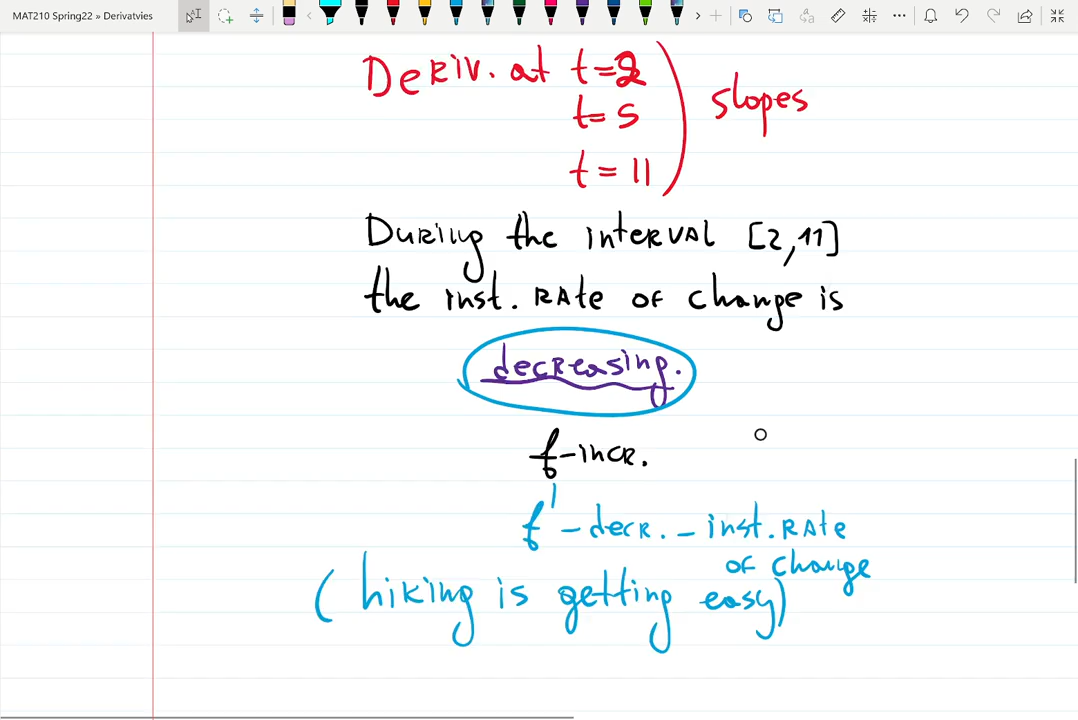 MAT210 Spring22 » Derivatvies
Deriv. at t=2
t=5
t=11
slopes
During the interval [2,11]
the inst. rate of change is
decreasing.
f-incr.
f'-decr. - inst. rate
of change
(hiking is getting easy)